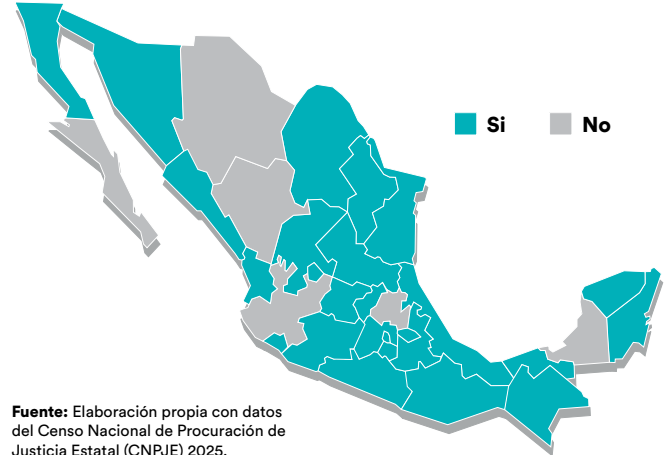 Si No
Fuente: Elaboración propia con datos
del Censo Nacional de Procuración de
Justicia Estatal (CNPJE) 2025.